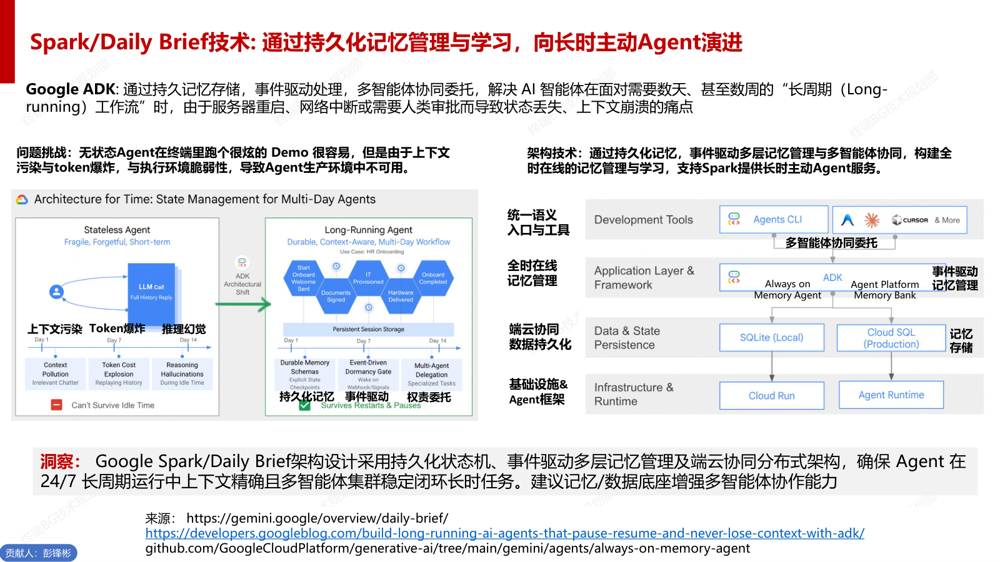 Spark/Daily Brief技术: 通过持久化记忆管理与学习，向长时主动Agent演进
Google ADK: 通过持久记忆存储，事件驱动处理，多智能体协同委托，解决 AI 智能体在面对需要数天、甚至数周的“长周期（Long-
running）工作流”时，由于服务器重启、网络中断或需要人类审批而导致状态丢失、上下文崩溃的痛点
问题挑战：无状态Agent在终端里跑个很炫的 Demo 很容易，但是由于上下文
污染与token爆炸，与执行环境脆弱性，导致Agent生产环境中不可用。
Architecture for Time: State Management for Multi-Day Agents
Stateless Agent
Fragile, Forgetful, Short-term
LLM Call
Full History Reply
上下文污染 Token爆炸 推理幻觉
Day 1 Day 7 Day 14
Context
Pollution
Irrelevant Chatter
Token Cost
Explosion
Replaying History
Reasoning
Hallucinations
During Idle Time
Can't Survive Idle Time
ADK
Architectural
Shift
Long-Running Agent
Durable, Context-Aware, Multi-Day Workflow
Use Case: HR Onboarding
Start
Onboard
Welcome
Sent
Documents
Signed
IT
Provisioned
Hardware
Delivered
Onboard
Completed
Persistent Session Storage
Day 1 Day 7 Day 14
Durable Memory
Schemas
Explicit State
Checkpoints
Event-Driven
Dormancy Gate
Wake on
Webhook/Signals
Multi-Agent
Delegation
Specialized Tasks
持久化记忆 事件驱动 权责委托
Survives Restarts & Pauses
架构技术：通过持久化记忆，事件驱动多层记忆管理与多智能体协同，构建全
时在线的记忆管理与学习，支持Spark提供长时主动Agent服务。
统一语义
入口与工具
Development Tools
Agents CLI
CURSOR & More
多智能体协同委托
全时在线
记忆管理
Application Layer &
Framework
ADK
Always on
Memory Agent
Agent Platform
Memory Bank
事件驱动
记忆管理
端云协同
数据持久化
Data & State
Persistence
SQLite (Local)
Cloud SQL
(Production)
记忆
存储
基础设施&
Agent框架
Infrastructure &
Runtime
Cloud Run
Agent Runtime
洞察： Google Spark/Daily Brief架构设计采用持久化状态机、事件驱动多层记忆管理及端云协同分布式架构，确保 Agent 在
24/7 长周期运行中上下文精确且多智能体集群稳定闭环长时任务。建议记忆/数据底座增强多智能体协作能力
来源： https://gemini.google/overview/daily-brief/
https://developers.googleblog.com/build-long-running-ai-agents-that-pause-resume-and-never-lose-context-with-adk/
github.com/GoogleCloudPlatform/generative-ai/tree/main/gemini/agents/always-on-memory-agent
贡献人：彭锋彬
终端BG技术规划部